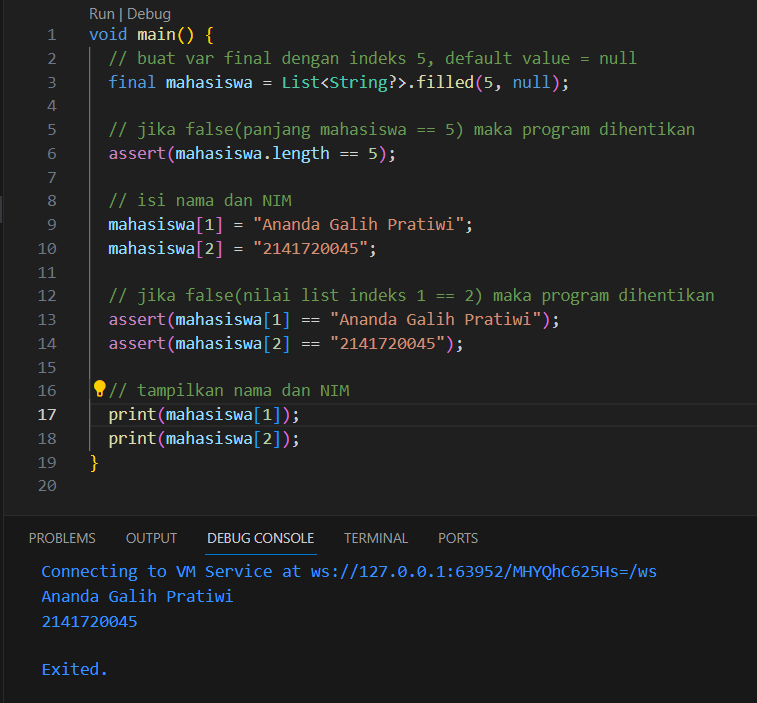 Run | Debug
1 void main() {
2 // buat var final dengan indeks 5, default value = null
3 final mahasiswa = List<String?>.filled(5, null);
4
5 // jika false(panjang mahasiswa == 5) maka program dihentikan
6 assert(mahasiswa.length == 5);
7
8 // isi nama dan NIM
9 mahasiswa[1] = "Ananda Galih Pratiwi";
10 mahasiswa[2] = "2141720045";
11
12 // jika false(nilai list indeks 1 == 2) maka program dihentikan
13 assert(mahasiswa[1] == "Ananda Galih Pratiwi");
14 assert(mahasiswa[2] == "2141720045");
15
16 // tampilkan nama dan NIM
17 print(mahasiswa[1]);
18 print(mahasiswa[2]);
19 }
20
PROBLEMS OUTPUT DEBUG CONSOLE TERMINAL PORTS
Connecting to VM Service at ws://127.0.0.1:63952/MHYQhC625Hs=/ws
Ananda Galih Pratiwi
2141720045
Exited.